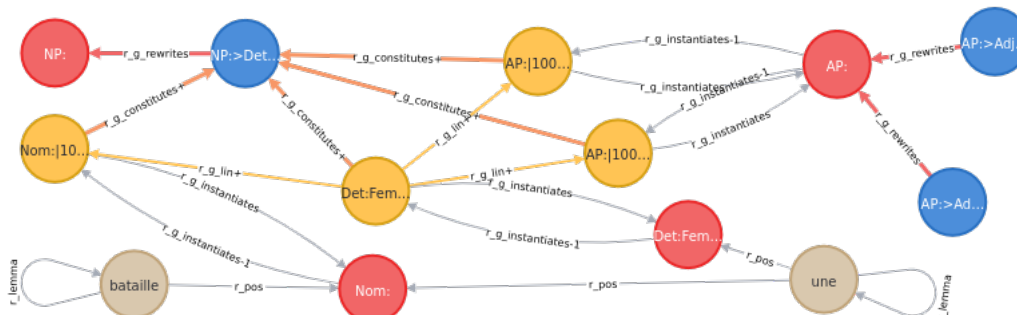 NP:
r_g_rewrites
NP:>Det...
r_g_constitutes+
AP:|100...
r_g_instantiates-1
r_g_instantiates
AP:
r_g_rewrites
AP:>Adj...
r_g_constitutes+
r_g_constitutes+
r_g_constitutes+
r_g_lin+
r_g_instantiates-1
r_g_instantiates
r_g_rewrites
Nom:|10...
r_g_lin+
Det:Fem...
r_g_lin+
AP:|100...
AP:>Ad...
r_g_instantiates
r_g_instantiates
r_g_instantiates-1
Det:Fem...
r_g_instantiates-1
r_pos
r_lemma
bataille
r_pos
Nom:
r_pos
une
_lemma